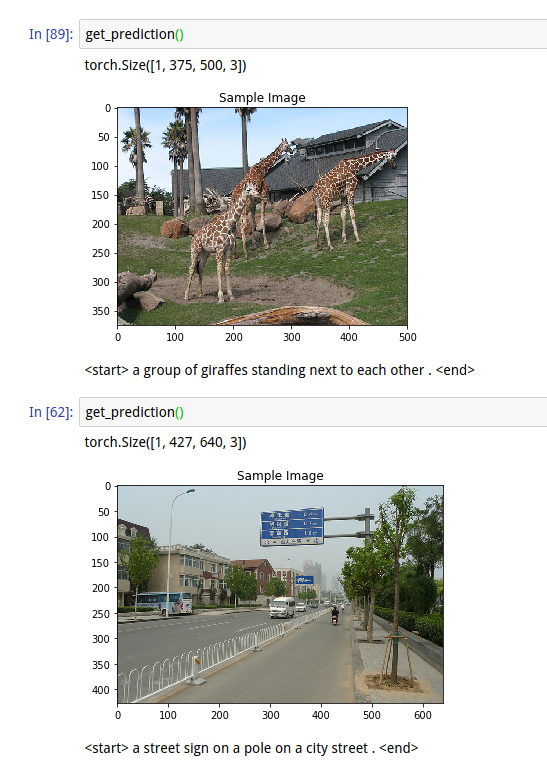 In [89]: get_prediction()
torch.Size([1, 375, 500, 3])
Sample Image
0
50
100
150
200
250
300
350
0 100 200 300 400 500
<start> a group of giraffes standing next to each other . <end>
In [62]: get_prediction()
torch.Size([1, 427, 640, 3])
Sample Image
0
50
100
150
200
250
300
350
400
0 100 200 300 400 500 600
<start> a street sign on a pole on a city street . <end>